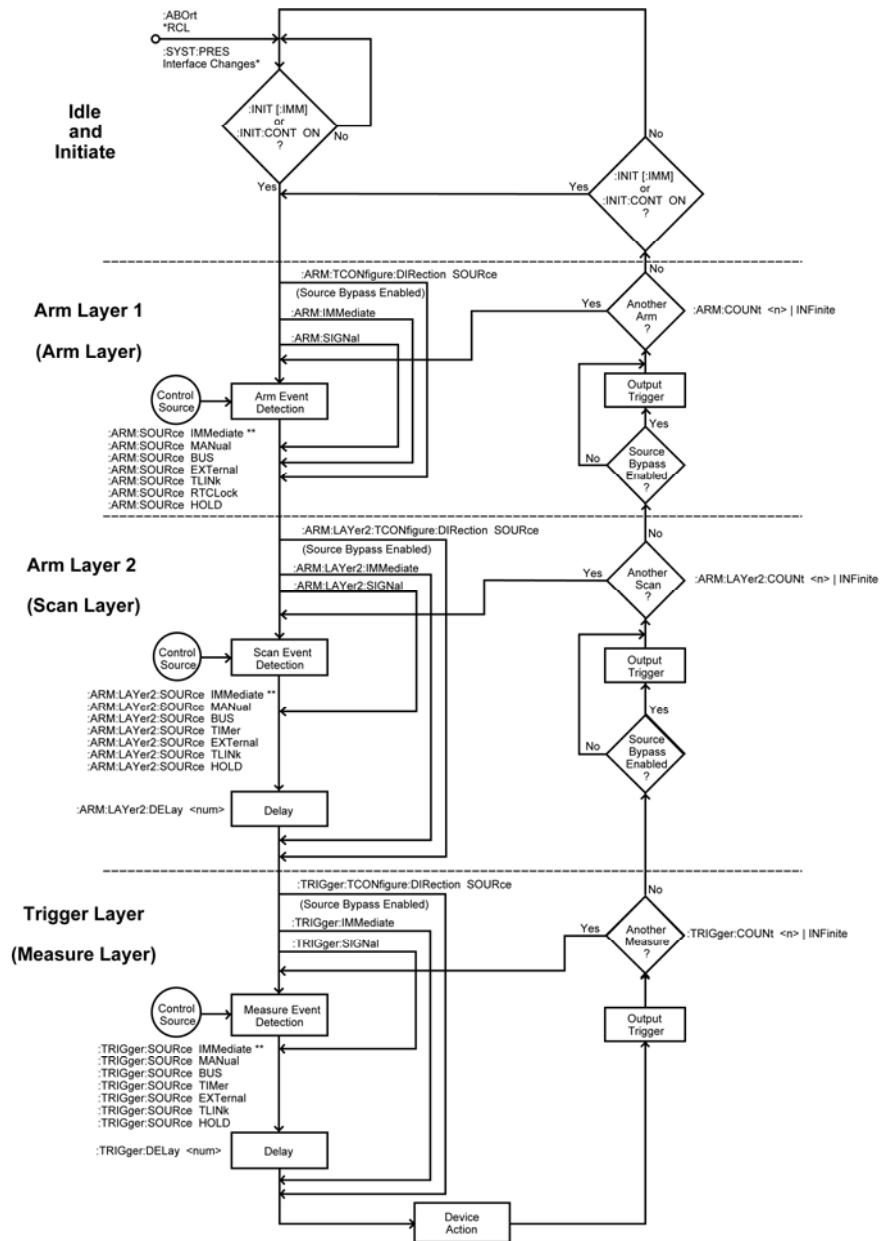 :ABOrt
*RCL
:SYST:PRES
Interface Changes*
Idle
and
Initiate
:INIT [:IMM]
or
:INIT:CONT ON
?
No
Yes
No
:INIT [:IMM]
or
:INIT:CONT ON
?
Yes
Arm Layer 1
(Arm Layer)
:ARM:TCONfigure:DIRection SOURce
(Source Bypass Enabled)
:ARM:IMMediate
:ARM:SIGNal
No
Yes
Another
Arm
?
:ARM:COUNt <n> | INFinite
Control
Source
Arm Event
Detection
Output
Trigger
:ARM:SOURce IMMediate **
:ARM:SOURce MANual
:ARM:SOURce BUS
:ARM:SOURce EXTernal
:ARM:SOURce TLINk
:ARM:SOURce RTCLock
:ARM:SOURce HOLD
Yes
No
Source
Bypass
Enabled
?
Arm Layer 2
(Scan Layer)
:ARM:LAYer2:TCONfigure:DIRection SOURce
(Source Bypass Enabled)
:ARM:LAYer2:IMMediate
:ARM:LAYer2:SIGNal
No
Yes
Another
Scan
?
:ARM:LAYer2:COUNt <n> | INFinite
Control
Source
Scan Event
Detection
Output
Trigger
:ARM:LAYer2:SOURce IMMediate **
:ARM:LAYer2:SOURce MANual
:ARM:LAYer2:SOURce BUS
:ARM:LAYer2:SOURce TIMer
:ARM:LAYer2:SOURce EXTernal
:ARM:LAYer2:SOURce TLINk
:ARM:LAYer2:SOURce HOLD
Yes
No
Source
Bypass
Enabled
?
:ARM:LAYer2:DELay <num>
Delay
Trigger Layer
(Measure Layer)
:TRIGger:TCONfigure:DIRection SOURce
(Source Bypass Enabled)
:TRIGger:IMMediate
:TRIGger:SIGNal
No
Yes
Another
Measure
?
:TRIGger:COUNt <n> | INFinite
Control
Source
Measure Event
Detection
Output
Trigger
:TRIGger:SOURce IMMediate **
:TRIGger:SOURce MANual
:TRIGger:SOURce BUS
:TRIGger:SOURce TIMer
:TRIGger:SOURce EXTernal
:TRIGger:SOURce TLINk
:TRIGger:SOURce HOLD
:TRIGger:DELay <num>
Delay
Device
Action